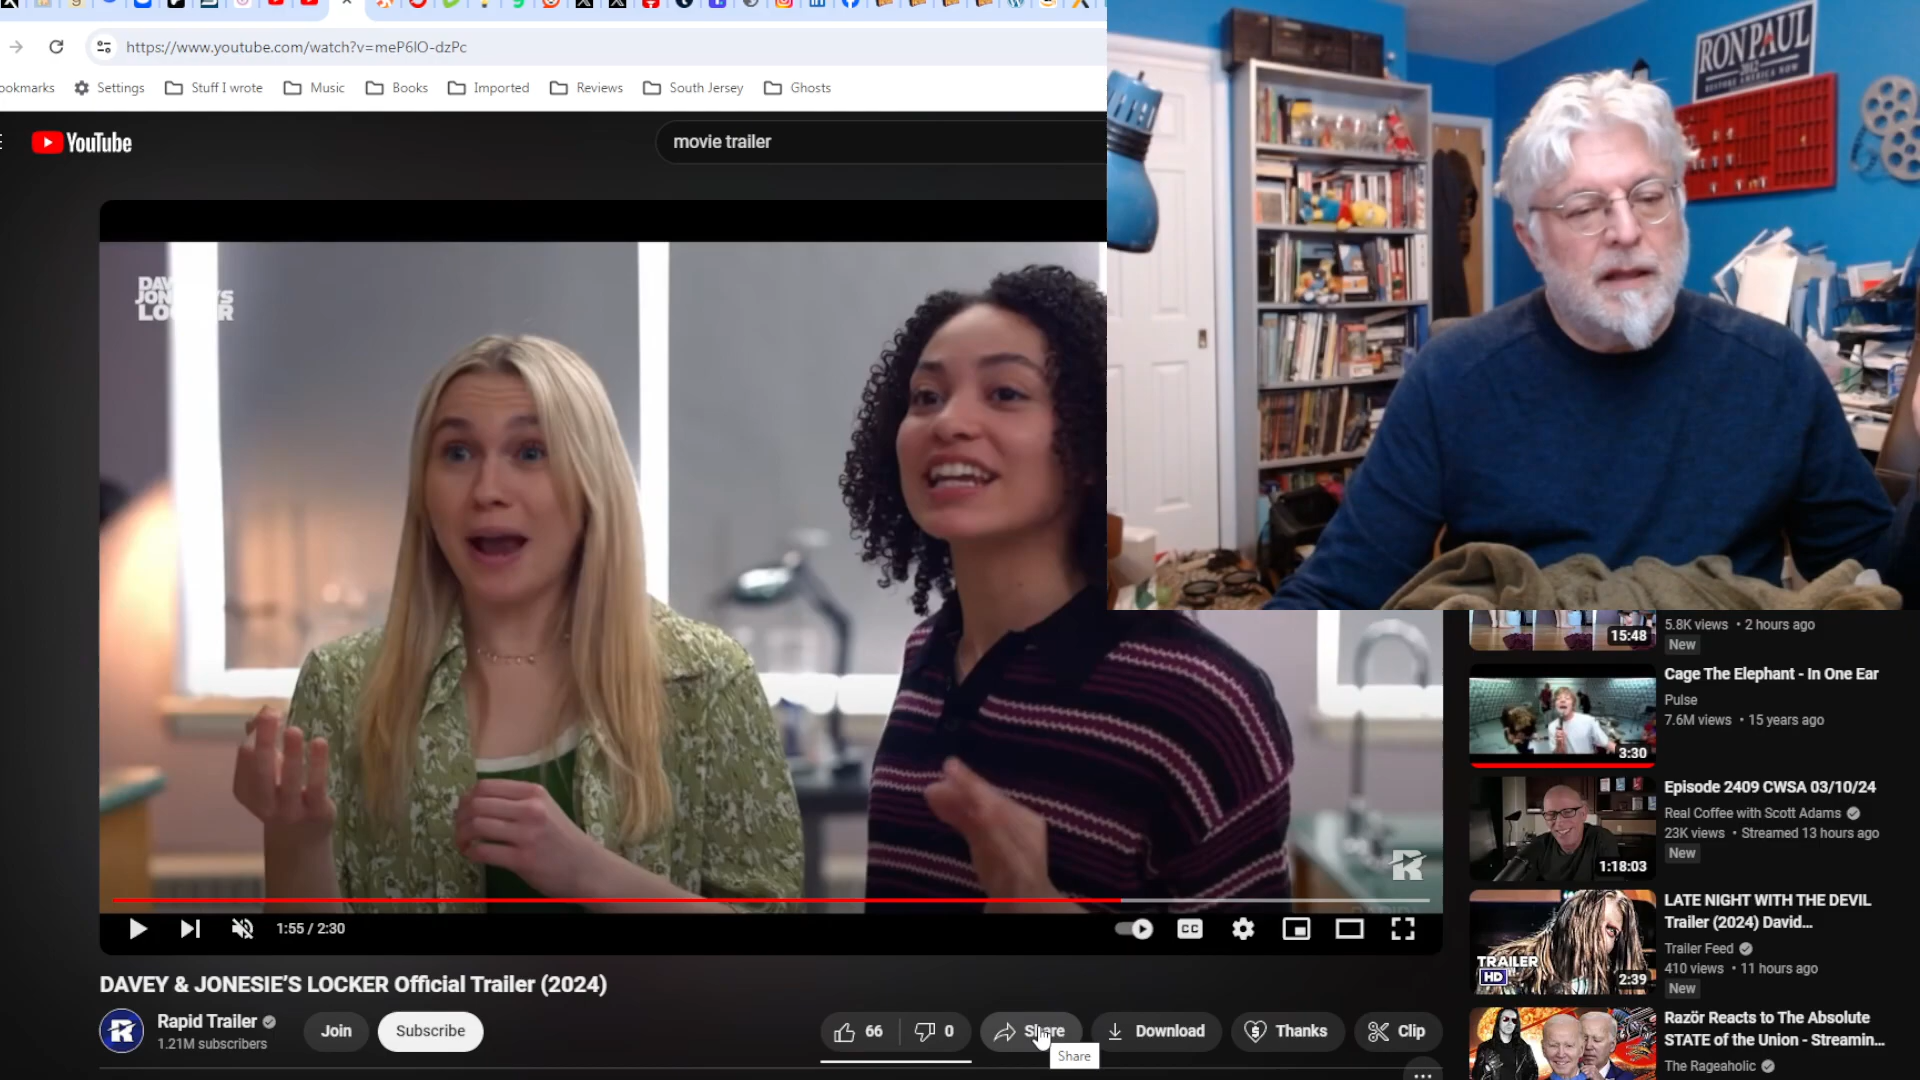 https://www.youtube.com/watch?v=meP6IO-dzPc
ookmarks
Settings
Stuff I wrote
Music
Books
Imported
Reviews
South Jersey
Ghosts
YouTube
movie trailer
RON PAUL
2012
RESTORE AMERICA NOW
1:55 / 2:30
CC
DAVEY & JONESIE'S LOCKER Official Trailer (2024)
Rapid Trailer
1.21M subscribers
Join
Subscribe
66
0
Share
Share
Download
Thanks
Clip
15:48
5.8K views • 2 hours ago
New
3:30
Cage The Elephant - In One Ear
Pulse
7.6M views • 15 years ago
1:18:03
Episode 2409 CWSA 03/10/24
Real Coffee with Scott Adams
23K views • Streamed 13 hours ago
New
TRAILER
HD
2:39
LATE NIGHT WITH THE DEVIL
Trailer (2024) David...
Trailer Feed
410 views • 11 hours ago
New
Razör Reacts to The Absolute
STATE of the Union - Streamin...
The Rageaholic